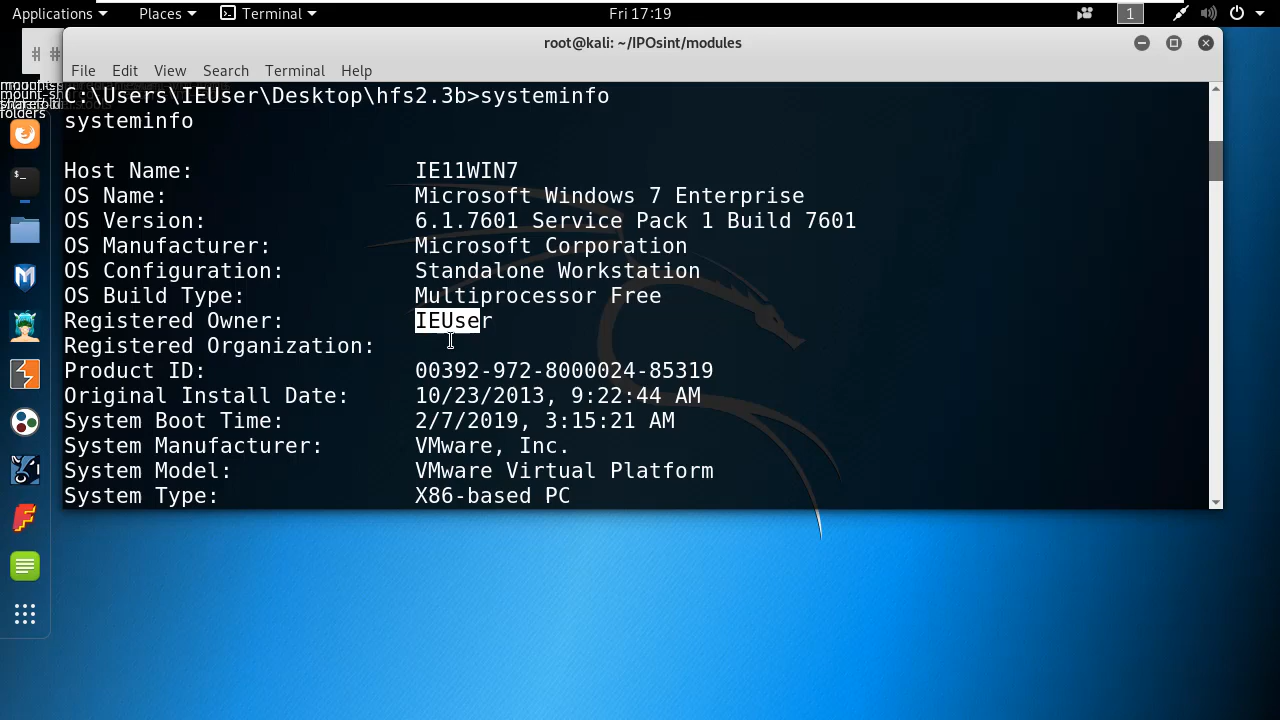 Applications Places Terminal Fri 17:19 1
root@kali: ~/IPOsint/modules
File Edit View Search Terminal Help
C:\Users\IEUser\Desktop\hfs2.3b>systeminfo
systeminfo
Host Name: IE11WIN7
OS Name: Microsoft Windows 7 Enterprise
OS Version: 6.1.7601 Service Pack 1 Build 7601
OS Manufacturer: Microsoft Corporation
OS Configuration: Standalone Workstation
OS Build Type: Multiprocessor Free
Registered Owner: IEUser
Registered Organization:
Product ID: 00392-972-8000024-85319
Original Install Date: 10/23/2013, 9:22:44 AM
System Boot Time: 2/7/2019, 3:15:21 AM
System Manufacturer: VMware, Inc.
System Model: VMware Virtual Platform
System Type: X86-based PC
folders